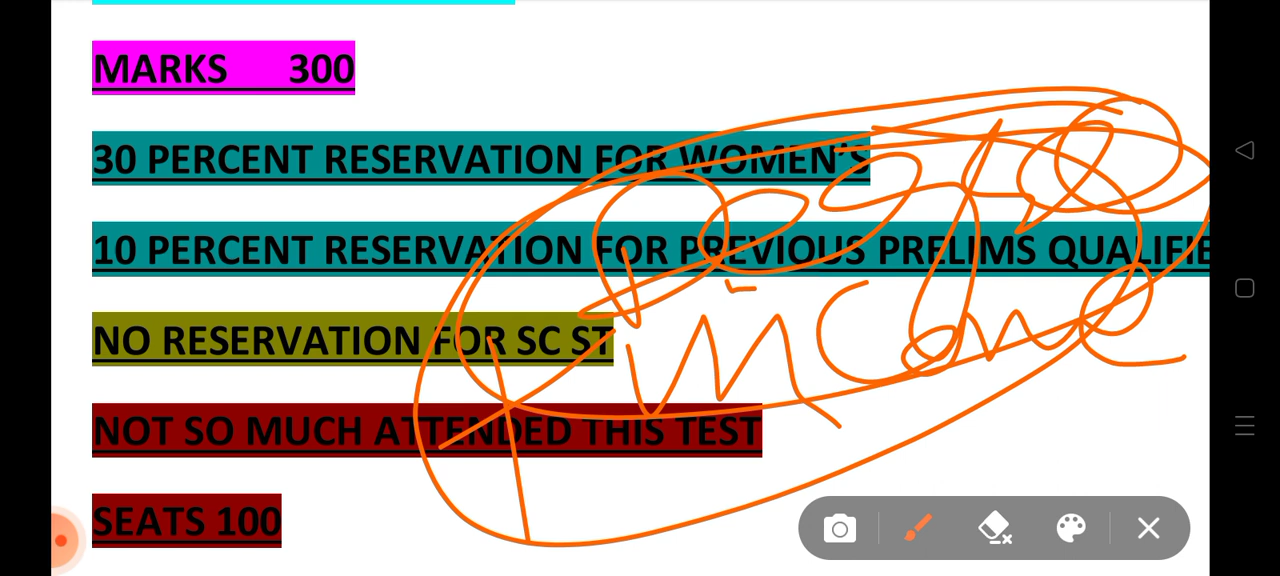 MARKS 300
30 PERCENT RESERVATION FOR WOMEN'S
10 PERCENT RESERVATION FOR PREVIOUS PRELIMS QUALIFIE
NO RESERVATION FOR SC ST
NOT SO MUCH ATTENDED THIS TEST
SEATS 100